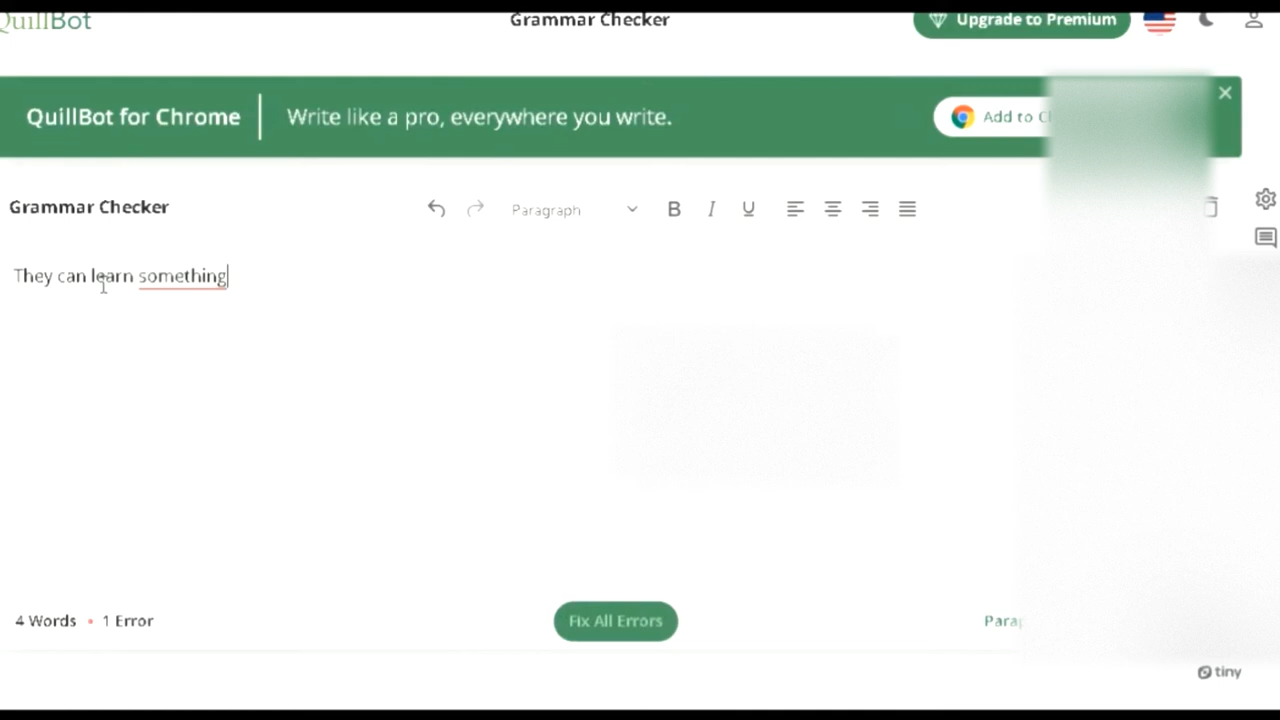 QuillBot
Grammar Checker
Upgrade to Premium
QuillBot for Chrome
Write like a pro, everywhere you write.
Add to
Grammar Checker
Paragraph
B I U
They can learn something
4 Words • 1 Error
Fix All Errors
tiny